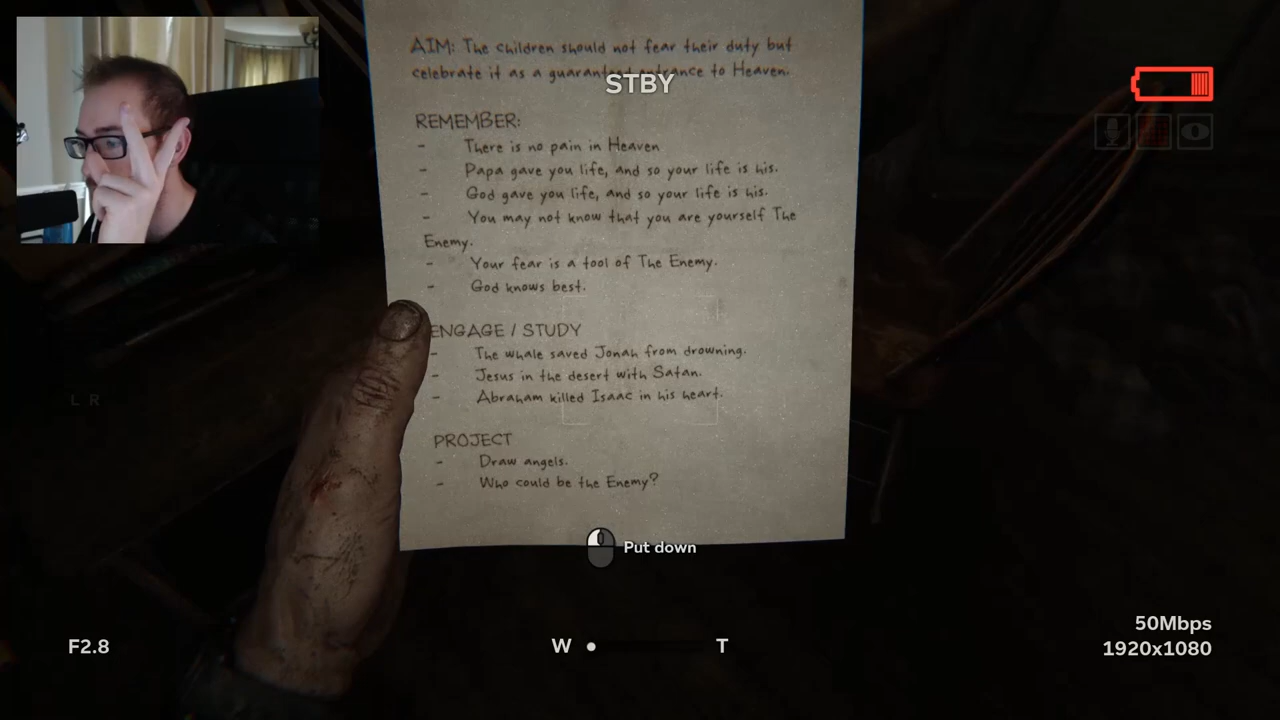 AIM: The children should not fear their duty but
celebrate it as a guaranteed entrance to Heaven.
STBY
REMEMBER:
- There is no pain in Heaven
- Papa gave you life, and so your life is his.
- God gave you life, and so your life is his.
- You may not know that you are yourself The
Enemy.
- Your fear is a tool of The Enemy.
- God knows best.
ENGAGE / STUDY
- The whale saved Jonah from drowning.
- Jesus in the desert with Satan.
- Abraham killed Isaac in his heart.
L R
PROJECT
- Draw angels.
- Who could be the Enemy?
Put down
F2.8
W
T
50Mbps
1920x1080